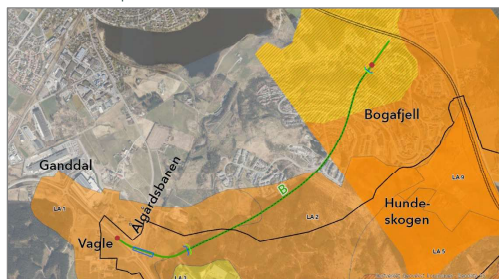 Bogafjell
Ganddal
Ålgårdsbanen
Hunde-
skogen
LA 9
LA 1
LA 2
B
Vagle
LA 5